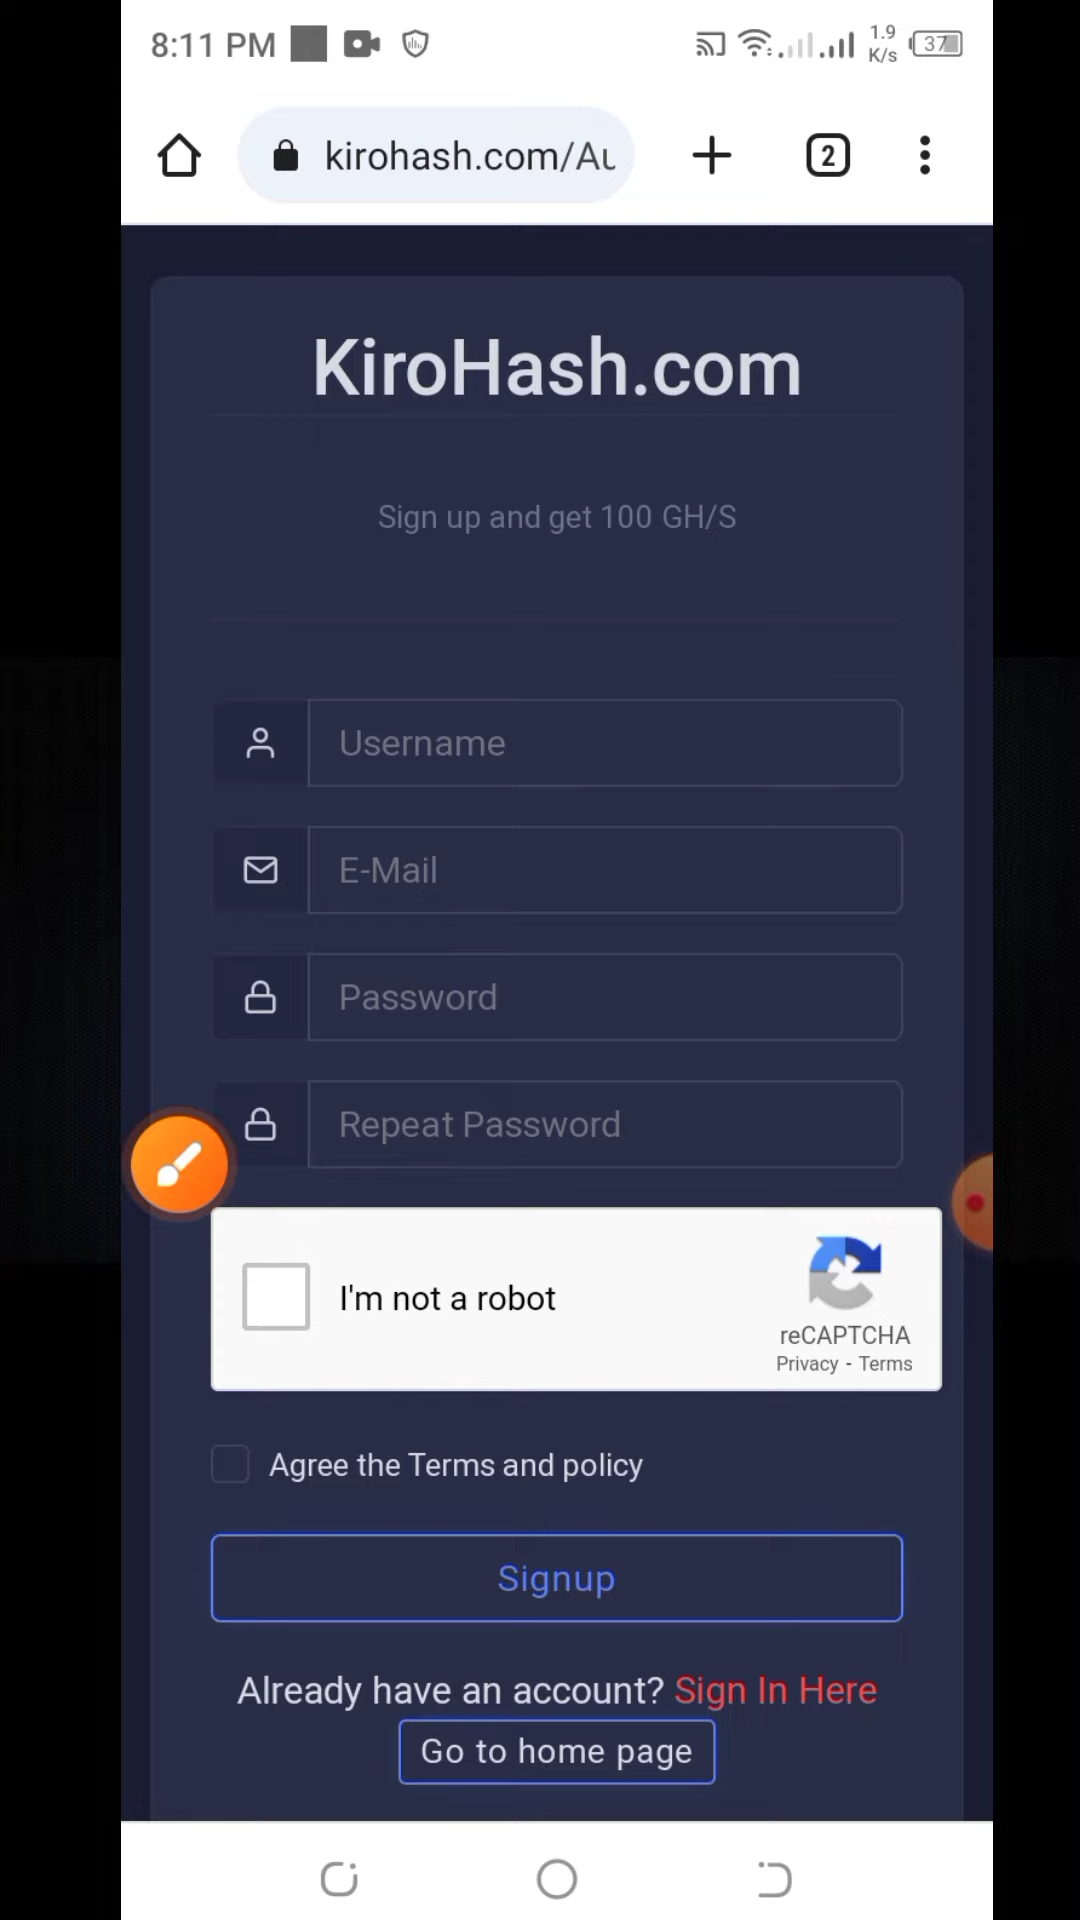 8:11 PM
1.9
K/s
37
kirohash.com/Au
2
KiroHash.com
Sign up and get 100 GH/S
Username
E-Mail
Password
Repeat Password
I'm not a robot
reCAPTCHA
Privacy - Terms
Agree the Terms and policy
Signup
Already have an account? Sign In Here
Go to home page